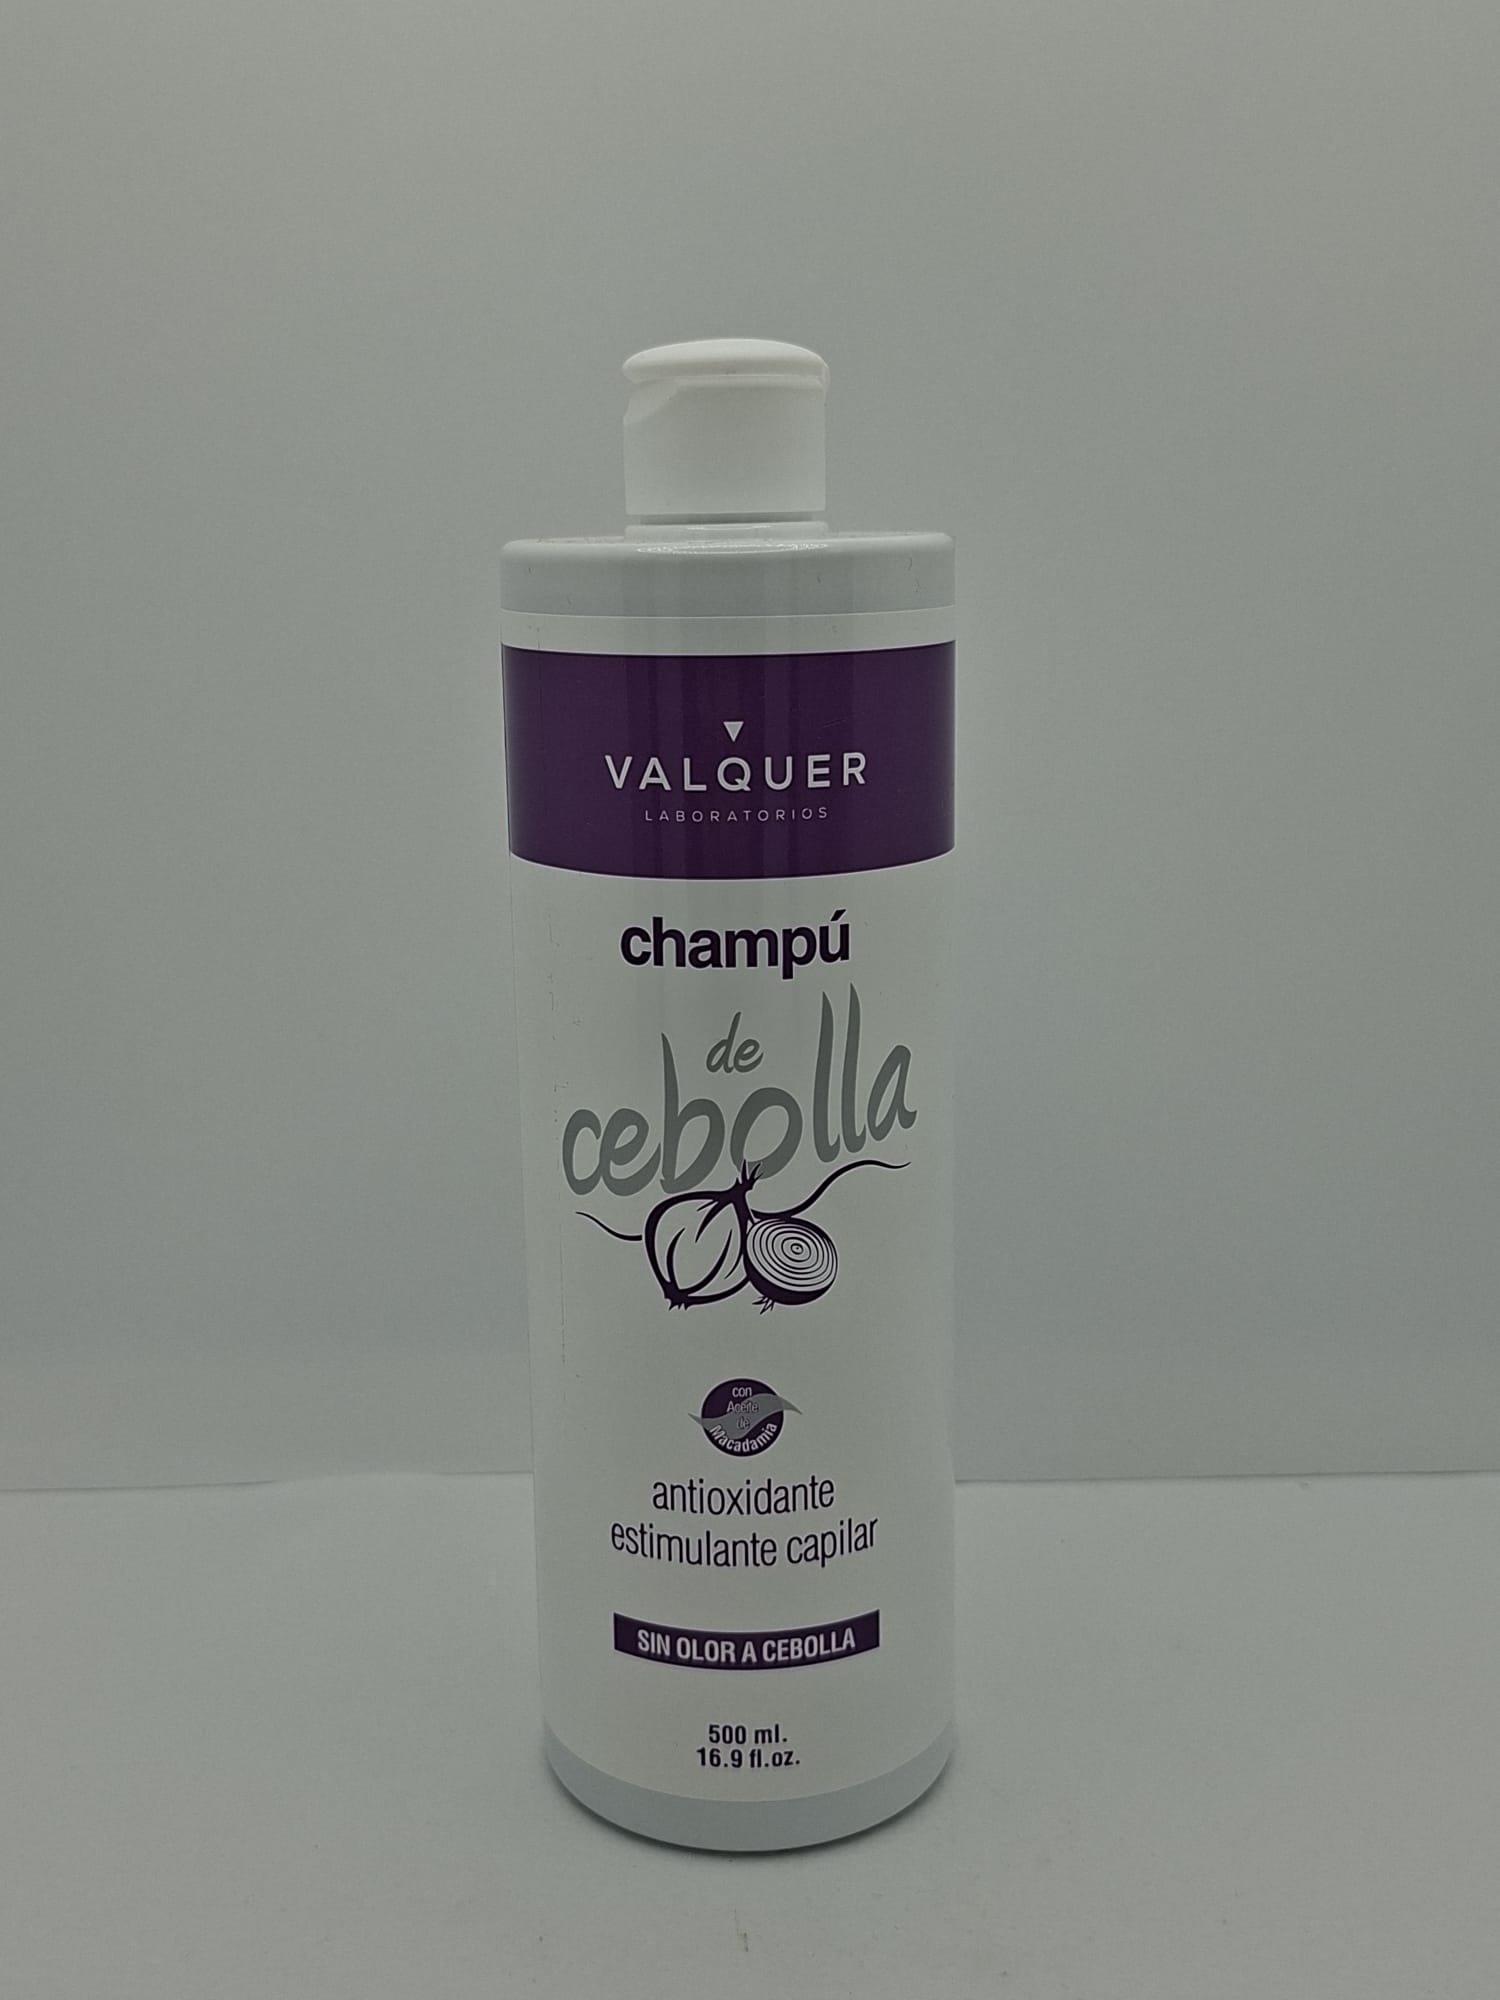 VALQUER
LABORATORIOS
champú
de
cebolla
con
Aceite
de
Macadamia
antioxidante
estimulante capilar
SIN OLOR A CEBOLLA
500 ml.
16.9 fl.oz.